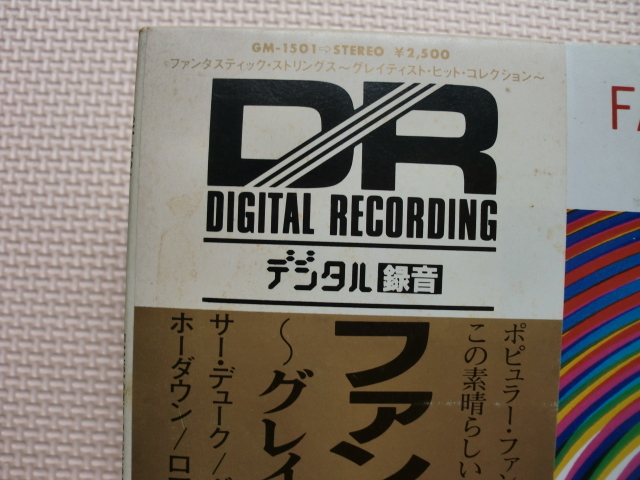 GM-1501⇨STEREO ¥2,500
ファンタスティック・ストリングス〜グレイティスト・ヒット・コレクション〜
DR
DIGITAL RECORDING
デジタル録音
ポピュラー・ファン
この素晴らしい
ファン
〜グレイ
サー・デューク/
ホーダウン/ロ
FA